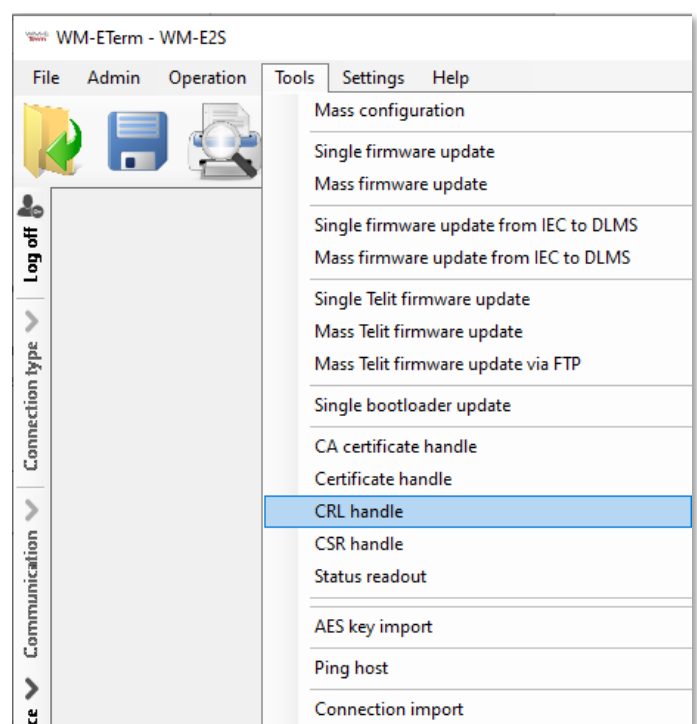 WM-ETerm - WM-E2S
File Admin Operation Tools Settings Help
Mass configuration
Single firmware update
Mass firmware update
Single firmware update from IEC to DLMS
Mass firmware update from IEC to DLMS
Single Telit firmware update
Mass Telit firmware update
Mass Telit firmware update via FTP
Single bootloader update
CA certificate handle
Certificate handle
CRL handle
CSR handle
Status readout
AES key import
Ping host
Connection import
Log off
Connection type
Communication